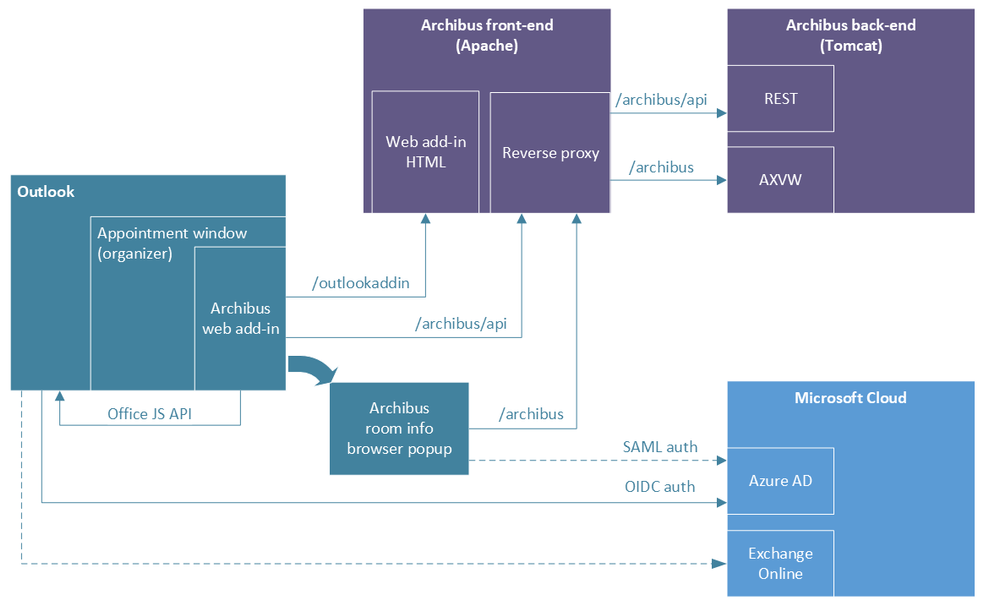 Archibus front-end
(Apache)
Archibus back-end
(Tomcat)
REST
/archibus/api
Web add-in
HTML
Reverse proxy
/archibus
AXVW
Outlook
Appointment window
(organizer)
Archibus
web add-in
/outlookaddin
/archibus/api
Office JS API
Archibus
room info
browser popup
/archibus
Microsoft Cloud
SAML auth
OIDC auth
Azure AD
Exchange
Online